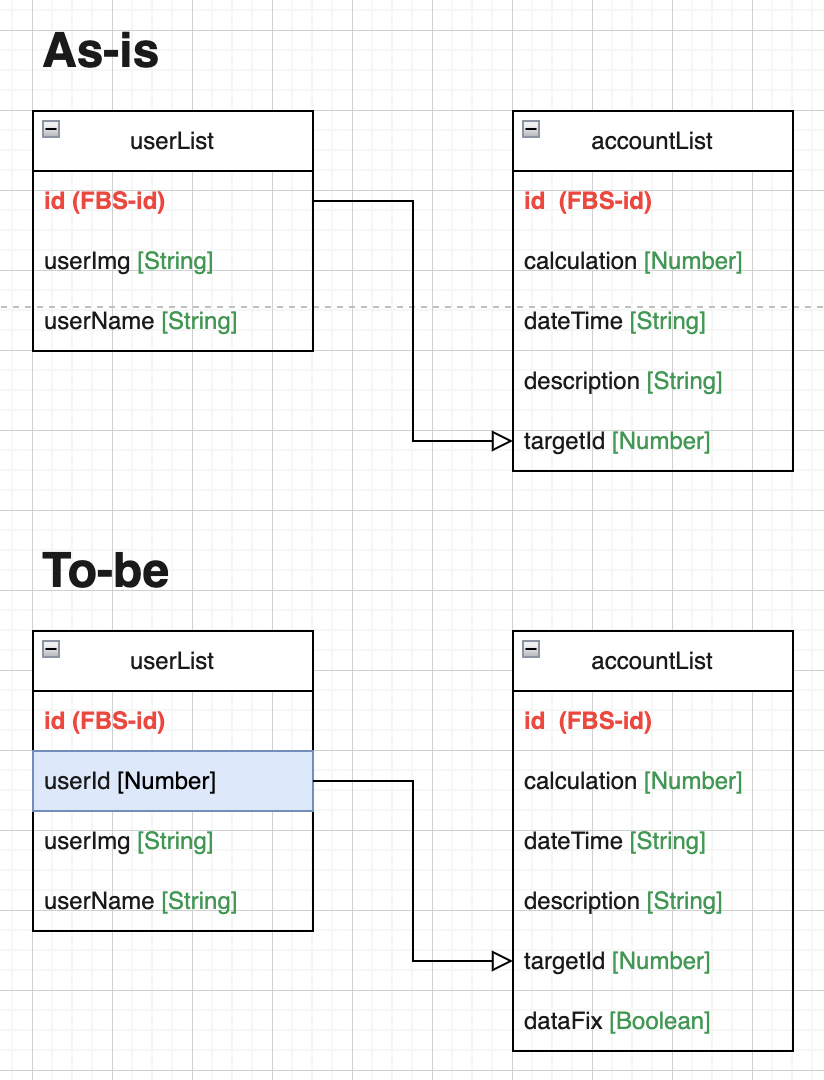 As-is
userList
id (FBS-id)
userImg [String]
userName [String]
accountList
id (FBS-id)
calculation [Number]
dateTime [String]
description [String]
targetId [Number]
To-be
userList
id (FBS-id)
userId [Number]
userImg [String]
userName [String]
accountList
id (FBS-id)
calculation [Number]
dateTime [String]
description [String]
targetId [Number]
dataFix [Boolean]